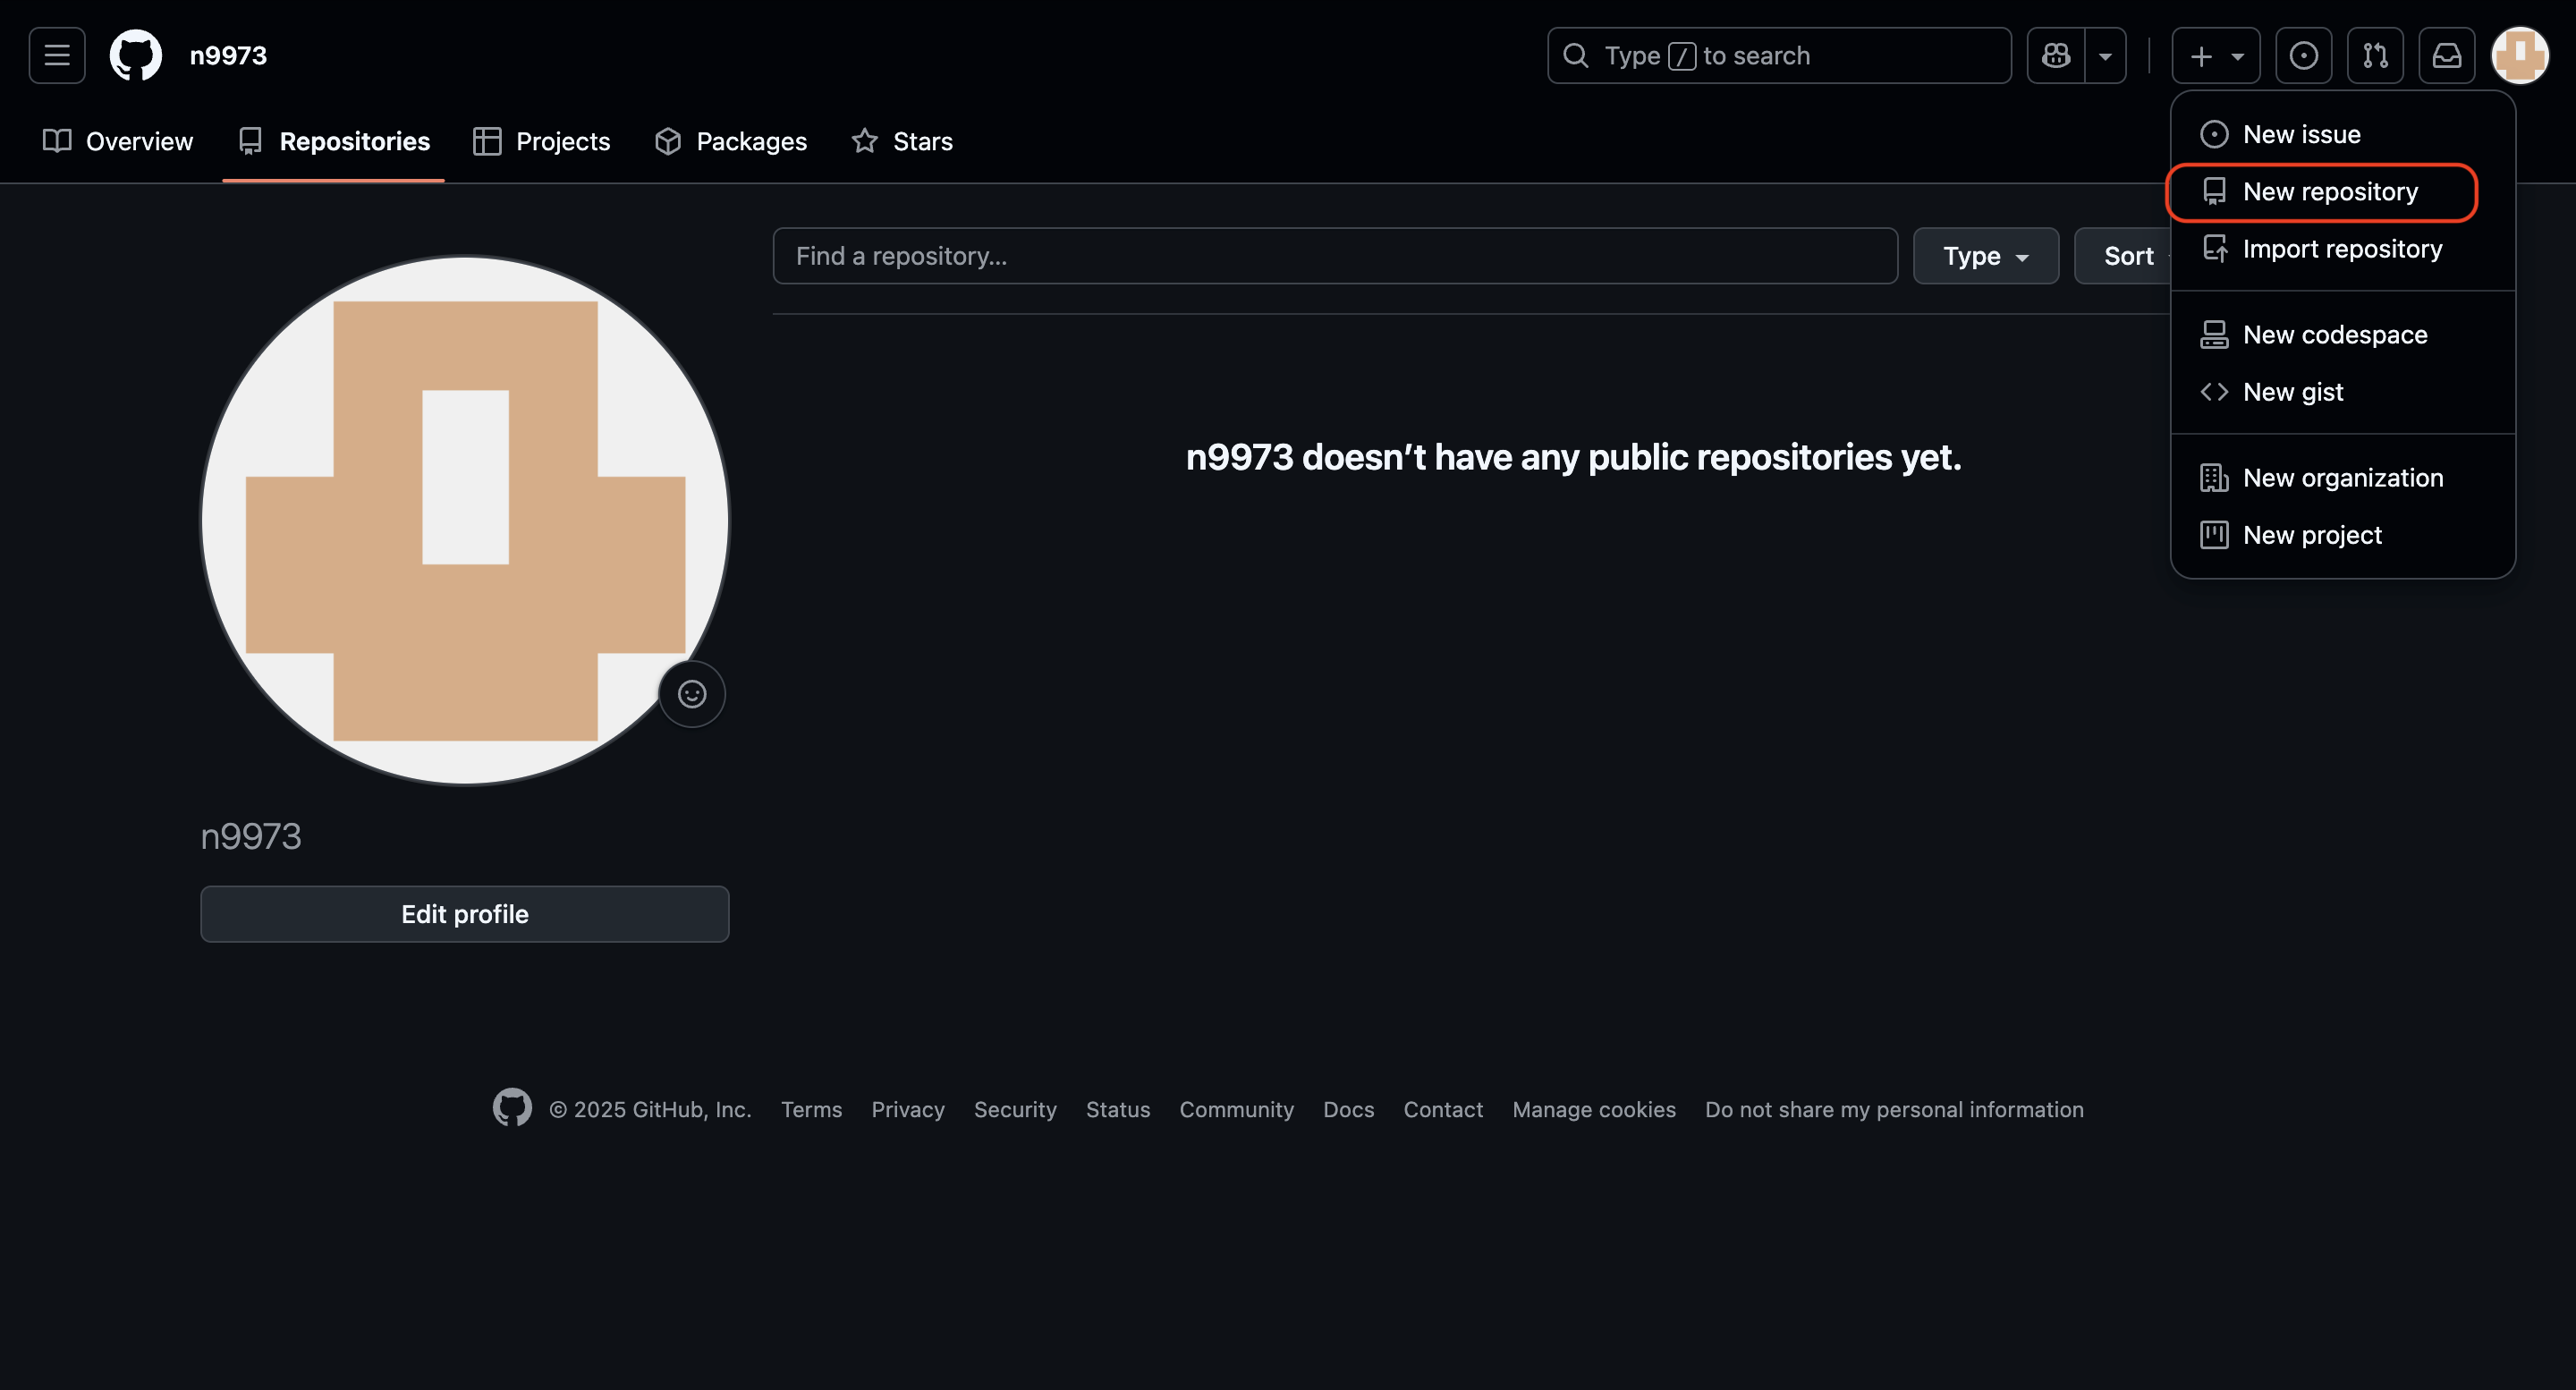 n9973
Type / to search
Overview
Repositories
Projects
Packages
Stars
New issue
New repository
Import repository
New codespace
New gist
New organization
New project
Find a repository...
Type
Sort
n9973 doesn’t have any public repositories yet.
n9973
Edit profile
© 2025 GitHub, Inc.
Terms
Privacy
Security
Status
Community
Docs
Contact
Manage cookies
Do not share my personal information